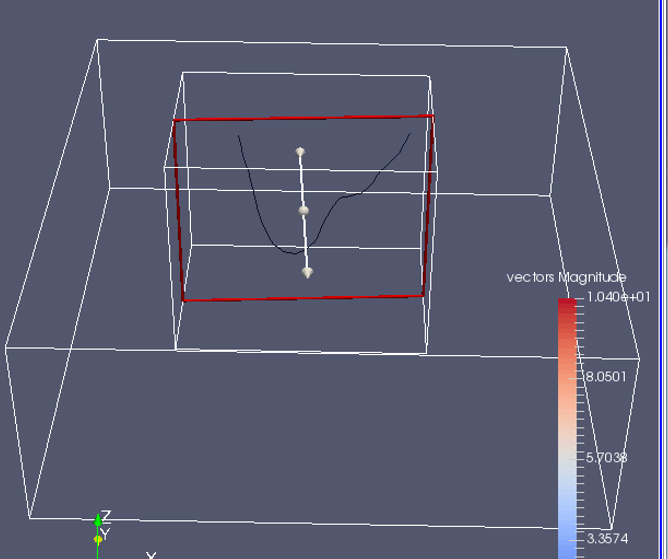 vectors Magnitude
1.040e+01
8.0501
5.7038
3.3574
Z
Y
X